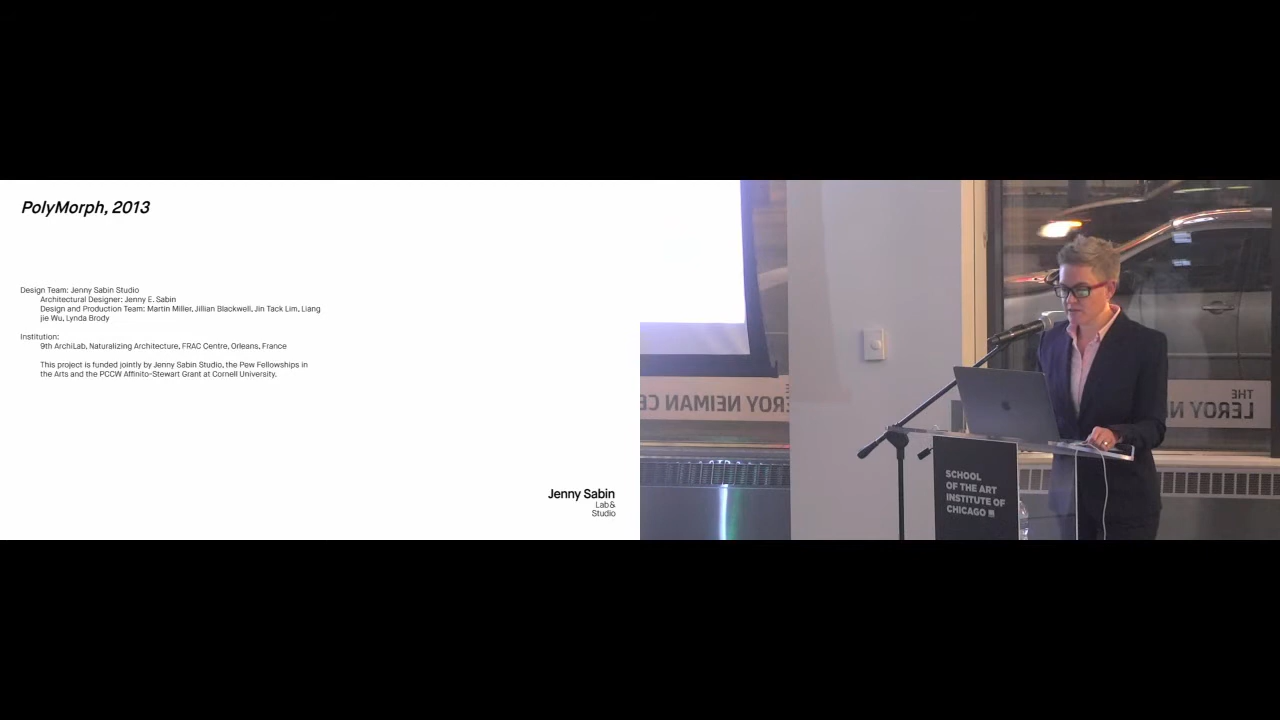 PolyMorph, 2013
Design Team: Jenny Sabin Studio
Architectural Designer: Jenny E. Sabin
Design and Production Team: Martin Miller, Jillian Blackwell, Jin Tack Lim, Liang
jie Wu, Lynda Brody
Institution:
9th ArchiLab, Naturalizing Architecture, FRAC Centre, Orleans, France
This project is funded jointly by Jenny Sabin Studio, the Pew Fellowships in
the Arts and the PCCW Affinito-Stewart Grant at Cornell University.
Jenny Sabin
Lab &
Studio
LEROY NEIMAN CE
THE
LEROY N
SCHOOL
OF THE ART
INSTITUTE OF
CHICAGO